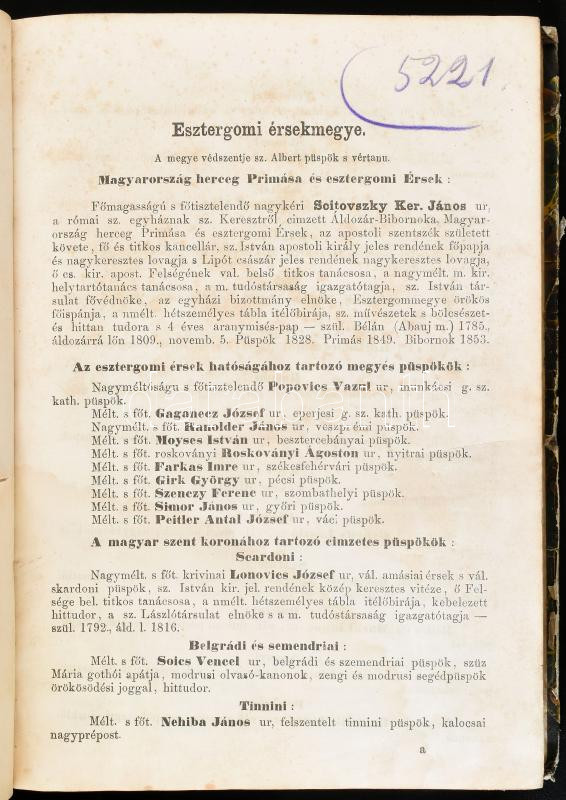 5221.
Esztergomi érsekmegye.
A megye védszentje sz. Albert püspök s vértanu.
Magyarország herceg Primása és esztergomi Érsek :
Főmagasságú s főtisztelendő nagykéri Scitovszky Ker. János ur,
a római sz. egyháznak sz. Keresztről címzett Áldozár-Bibornoka, Magyar-
ország herceg Primása és esztergomi Érsek, az apostoli szentszék született
követe, fő és titkos kancellár, sz. István apostoli király jeles rendének főpapja
és nagykeresztes lovagja s Lipót császár jeles rendének nagykeresztes lovagja,
ő cs. kir. apost. Felségének val. belső titkos tanácsosa, a nagymélt. m. kir.
helytartótanács tanácsosa, a m. tudóstársaság igazgatótagja, sz. István tár-
sulat fővédnöke, az egyházi bizottmány elnöke, Esztergommegye örökös
főispánja, a nmélt. hétszemélyes tábla itélőbirája, sz. művészetek s bölcsészet-
és hittan tudora s 4 éves aranymisés-pap — szül. Bélán (Abauj m.) 1785.,
áldozárrá lőn 1809., novemb. 5. Püspök 1828. Primás 1849. Bibornok 1853.
Az esztergomi érsek hatóságához tartozó megyés püspökök :
Nagyméltóságu s főtisztelendő Popovics Vazul ur, munkácsi g. sz.
kath. püspök.
Mélt. s főt. Gaganecz József ur, eperjesi g. sz. kath. püspök.
Nagymélt. s főt. Ranolder János ur, veszprémi püspök.
Mélt. s főt. Moyses István ur, besztercebányai püspök.
Mélt. s főt. roskoványi Roskoványi Ágoston ur, nyitrai püspök.
Mélt. s főt. Farkas Imre ur, székesfehérvári püspök.
Mélt. s főt. Girk György ur, pécsi püspök.
Mélt. s főt. Szenczy Ferenc ur, szombathelyi püspök.
Mélt. s főt. Simor János ur, győri püspök.
Mélt. s főt. Peitler Antal József ur, váci püspök.
A magyar szent koronához tartozó cimzetes püspökök :
Scardoni :
Nagymélt. s főt. krivinai Lonovics József ur, vál. amásiai érsek s vál.
skardoni püspök, sz. István kir. jel. rendének közép keresztes vitéze, ő Fel-
sége bel. titkos tanácsosa, a nmélt. hétszemélyes tábla itélőbirája, kebelezett
hittudor, a sz. Lászlótársulat elnöke s a m. tudóstársaság igazgatótagja —
szül. 1792., áld. l. 1816.
Belgrádi és semendriai :
Mélt. s főt. Soics Vencel ur, belgrádi és szemendriai püspök, szüz
Mária gothói apátja, modrusi olvasó-kanonok, zengi és modrusi segédpüspök
örökösödési joggal, hittudor.
Tinnini :
Mélt. s főt. Nehiba János ur, felszentelt tinnini püspök, kalocsai
nagyprépost.
a